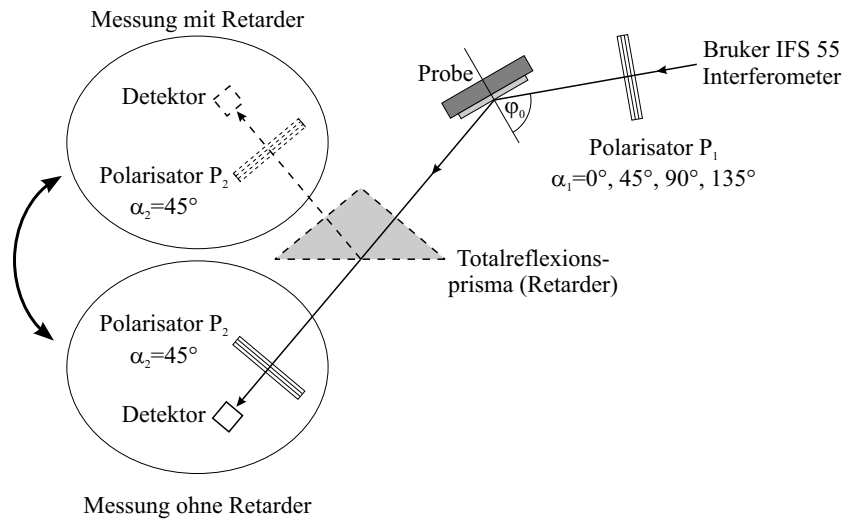 Messung mit Retarder
Detektor
Polarisator P₂
α₂=45°
Probe
φ₀
Bruker IFS 55
Interferometer
Polarisator P₁
α₁=0°, 45°, 90°, 135°
Totalreflexions-
prisma (Retarder)
Polarisator P₂
α₂=45°
Detektor
Messung ohne Retarder